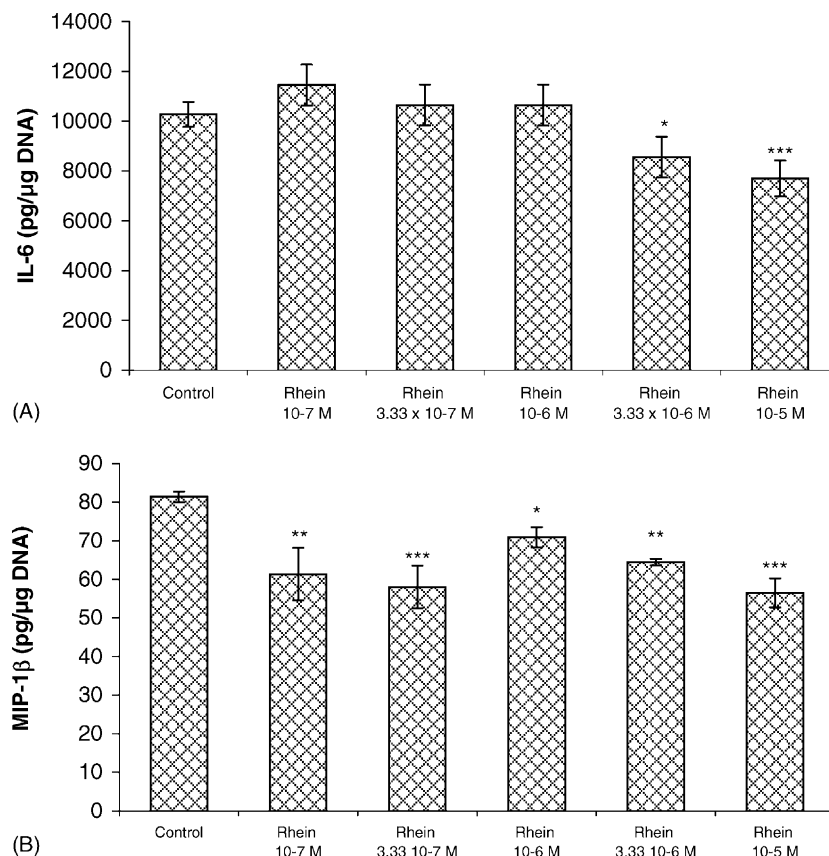 14000
12000
10000
8000
6000
4000
2000
0
IL-6 (pg/µg DNA)
*
***
Control
Rhein
10-7 M
Rhein
3.33 x 10-7 M
Rhein
10-6 M
Rhein
3.33 x 10-6 M
Rhein
10-5 M
(A)
90
80
70
60
50
40
30
20
10
0
MIP-1β (pg/µg DNA)
**
***
*
**
***
Control
Rhein
10-7 M
Rhein
3.33 10-7 M
Rhein
10-6 M
Rhein
3.33 10-6 M
Rhein
10-5 M
(B)